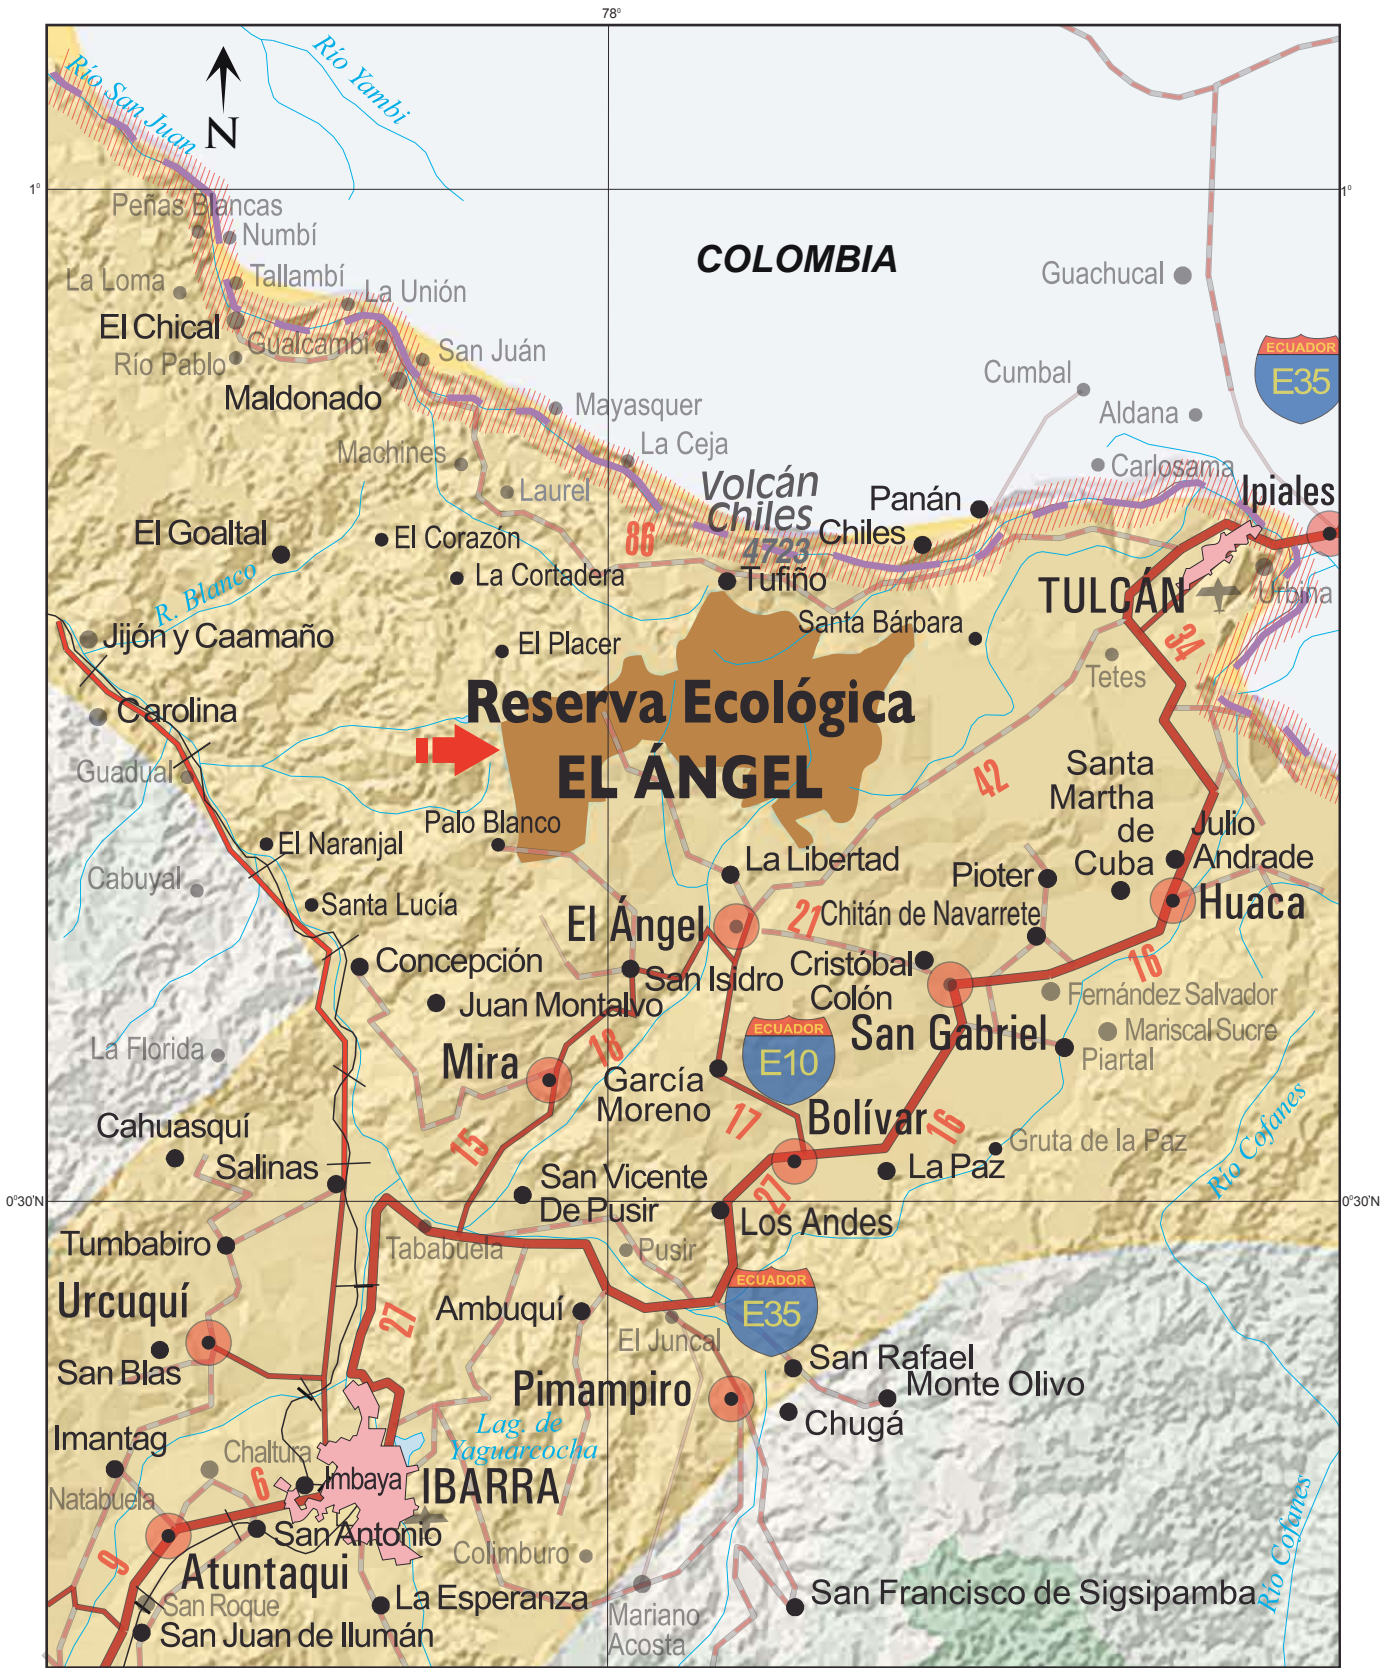 78⁰
Río San Juan
Río Yambi
N
1⁰
1⁰
Peñas Blancas
Numbí
COLOMBIA
Guachucal
La Loma
Tallambí
La Unión
El Chical
Gualcambi
Río Pablo
San Juán
ECUADOR
E35
Cumbal
Maldonado
Mayasquer
Aldana
Machines
La Ceja
Carlosama
Volcán
Chiles
4723
Laurel
Panán
Ipiales
El Goaltal
El Corazón
86
Chiles
La Cortadera
Tufiño
TULCÁN
Urbina
R. Blanco
Jijón y Caamaño
El Placer
Santa Bárbara
34
Tetes
Reserva Ecológica
EL ÁNGEL
Carolina
Guadual
42
Santa
Martha
de
Cuba
Palo Blanco
Julio
Andrade
El Naranjal
La Libertad
Pioter
Cabuyal
Santa Lucía
El Ángel
21
Chitán de Navarrete
Huaca
Concepción
San Isidro
Cristóbal
Colón
16
Juan Montalvo
Fernández Salvador
La Florida
Mira
18
ECUADOR
E10
San Gabriel
Mariscal Sucre
Piartal
García
Moreno
Cahuasquí
15
17
Bolívar
16
Gruta de la Paz
Río Cofanes
Salinas
San Vicente
De Pusir
27
La Paz
0⁰30'N
0⁰30'N
Los Andes
Tumbabiro
Tababuela
Pusir
Urcuquí
27
Ambuquí
ECUADOR
E35
El Juncal
San Blas
San Rafael
Pimampiro
Monte Olivo
Chugá
Imantag
Lag. de
Yaguarcocha
Chaltura
Natabuela
6
Imbaya
IBARRA
San Antonio
Colimburo
9
Atuntaqui
San Roque
La Esperanza
San Francisco de Sigsipamba
Río Cofanes
Mariano
Acosta
San Juan de Ilumán